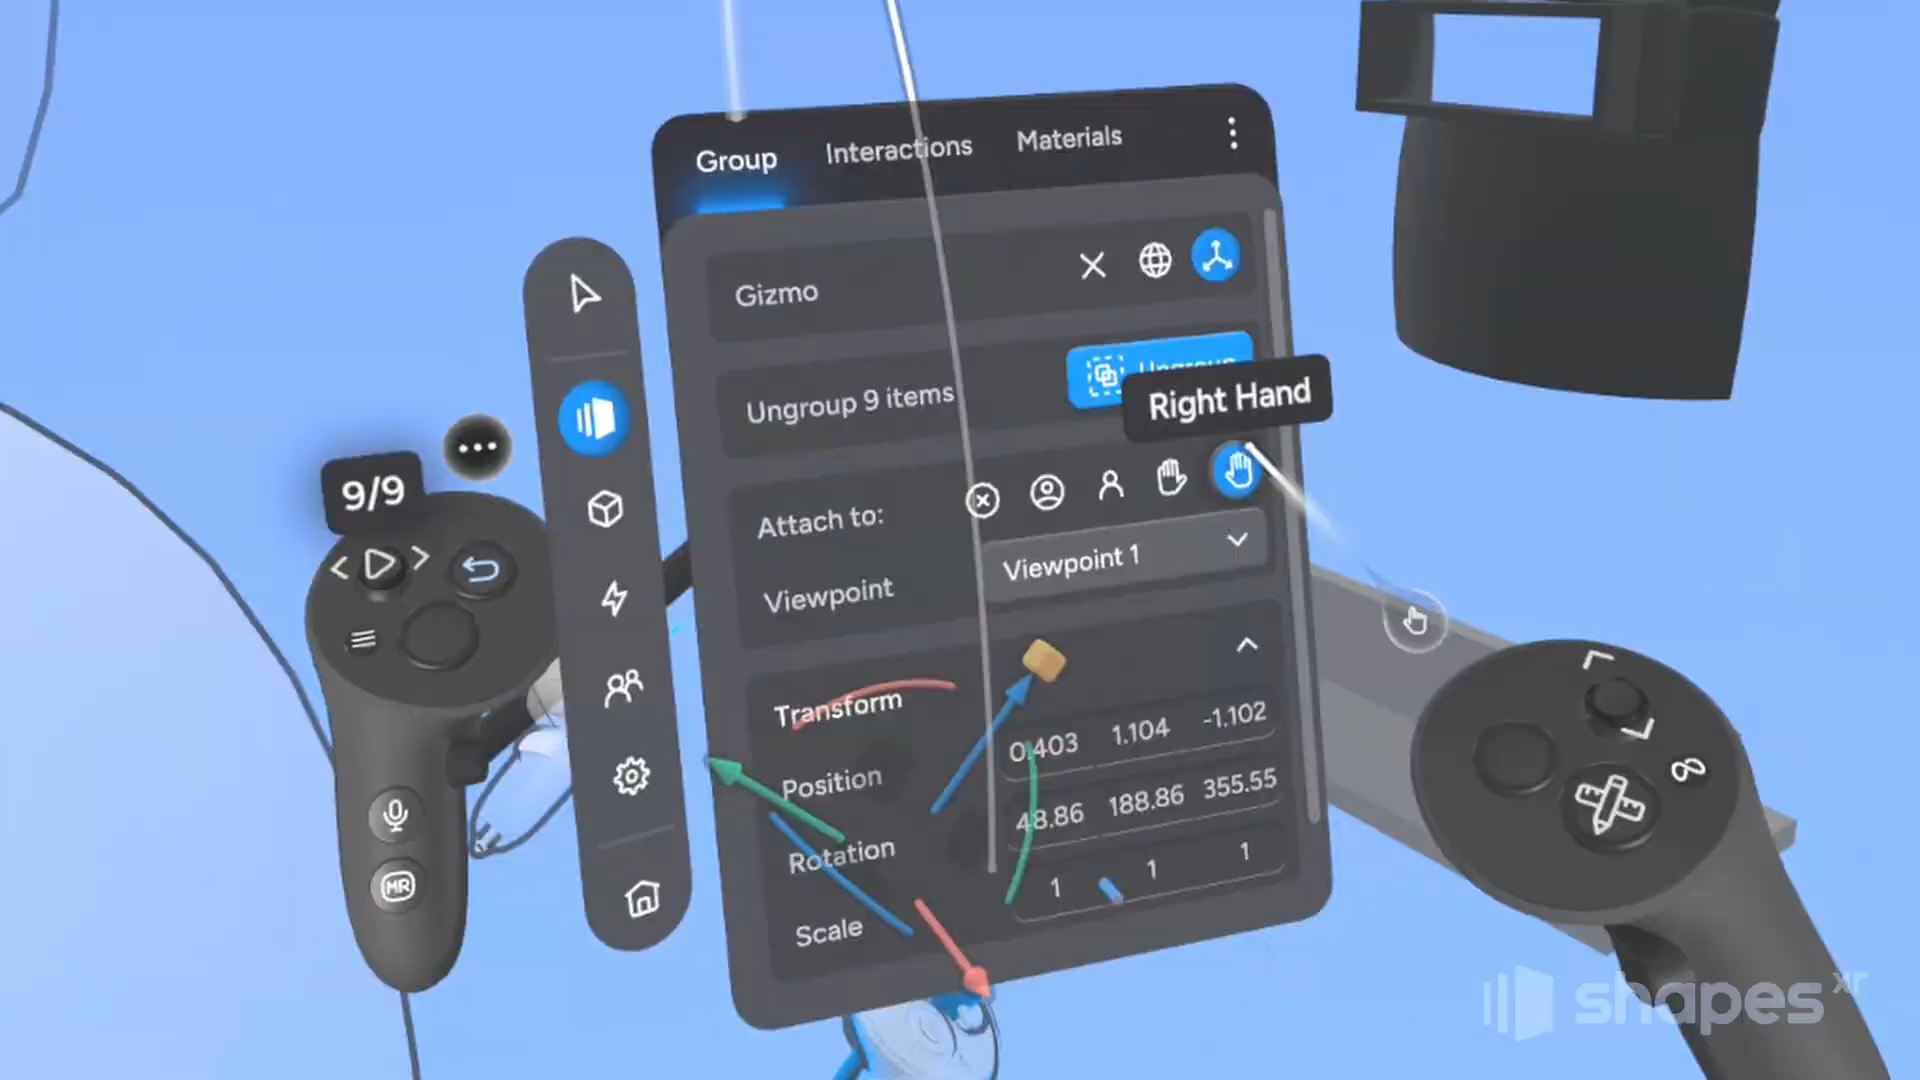 Group
Interactions
Materials
Gizmo
Ungroup 9 items
Ungroup
Right Hand
9/9
Attach to:
Viewpoint
Viewpoint 1
Transform
Position
0.403 1.104 -1.102
Rotation
48.86 188.86 355.55
Scale
1 1 1
MR
shapes xr